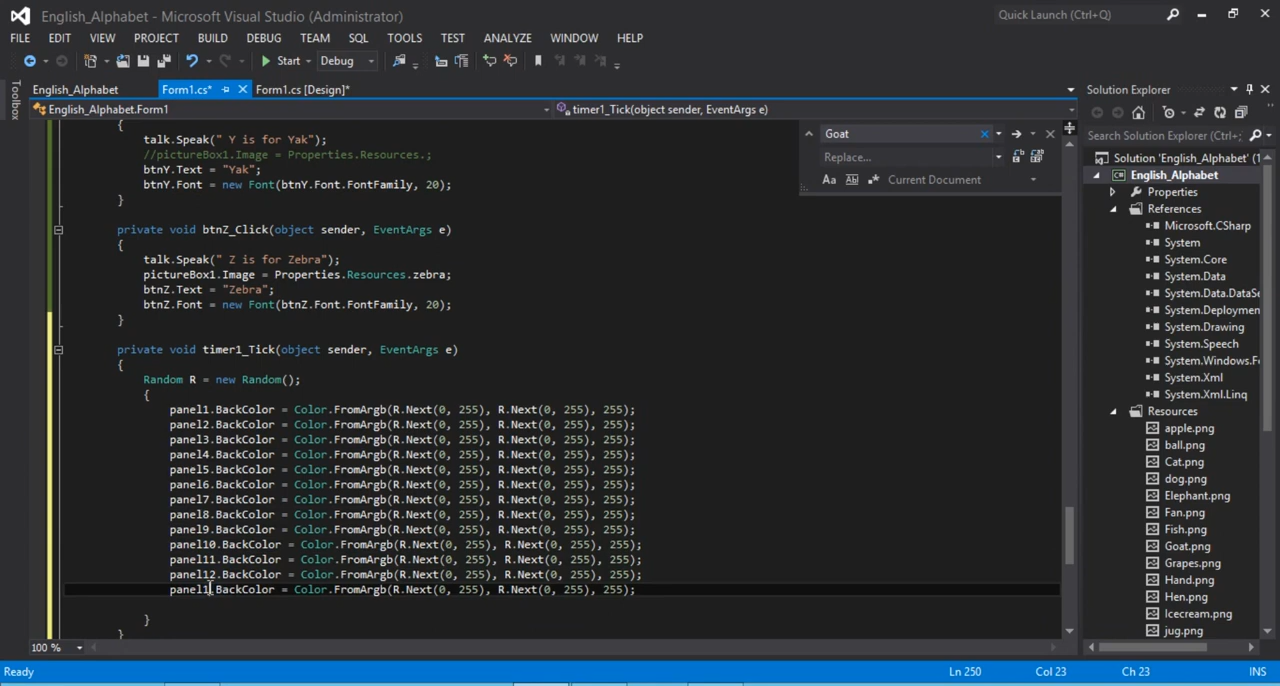 English_Alphabet - Microsoft Visual Studio (Administrator)
Quick Launch (Ctrl+Q)
FILE EDIT VIEW PROJECT BUILD DEBUG TEAM SQL TOOLS TEST ANALYZE WINDOW HELP
Start Debug
Toolbox
English_Alphabet Form1.cs* Form1.cs [Design]*
English_Alphabet.Form1 timer1_Tick(object sender, EventArgs e)
Goat
Replace...
Aa Ab Current Document
{
talk.Speak(" Y is for Yak");
//pictureBox1.Image = Properties.Resources.;
btnY.Text = "Yak";
btnY.Font = new Font(btnY.Font.FontFamily, 20);
}
private void btnZ_Click(object sender, EventArgs e)
{
talk.Speak(" Z is for Zebra");
pictureBox1.Image = Properties.Resources.zebra;
btnZ.Text = "Zebra";
btnZ.Font = new Font(btnZ.Font.FontFamily, 20);
}
private void timer1_Tick(object sender, EventArgs e)
{
Random R = new Random();
{
panel1.BackColor = Color.FromArgb(R.Next(0, 255), R.Next(0, 255), 255);
panel2.BackColor = Color.FromArgb(R.Next(0, 255), R.Next(0, 255), 255);
panel3.BackColor = Color.FromArgb(R.Next(0, 255), R.Next(0, 255), 255);
panel4.BackColor = Color.FromArgb(R.Next(0, 255), R.Next(0, 255), 255);
panel5.BackColor = Color.FromArgb(R.Next(0, 255), R.Next(0, 255), 255);
panel6.BackColor = Color.FromArgb(R.Next(0, 255), R.Next(0, 255), 255);
panel7.BackColor = Color.FromArgb(R.Next(0, 255), R.Next(0, 255), 255);
panel8.BackColor = Color.FromArgb(R.Next(0, 255), R.Next(0, 255), 255);
panel9.BackColor = Color.FromArgb(R.Next(0, 255), R.Next(0, 255), 255);
panel10.BackColor = Color.FromArgb(R.Next(0, 255), R.Next(0, 255), 255);
panel11.BackColor = Color.FromArgb(R.Next(0, 255), R.Next(0, 255), 255);
panel12.BackColor = Color.FromArgb(R.Next(0, 255), R.Next(0, 255), 255);
panel1.BackColor = Color.FromArgb(R.Next(0, 255), R.Next(0, 255), 255);
}
}
100 %
Solution Explorer
Search Solution Explorer (Ctrl+;
Solution 'English_Alphabet' (1
English_Alphabet
Properties
References
Microsoft.CSharp
System
System.Core
System.Data
System.Data.DataSe
System.Deploymen
System.Drawing
System.Speech
System.Windows.Fo
System.Xml
System.Xml.Linq
Resources
apple.png
ball.png
Cat.png
dog.png
Elephant.png
Fan.png
Fish.png
Goat.png
Grapes.png
Hand.png
Hen.png
Icecream.png
jug.png
Ready Ln 250 Col 23 Ch 23 INS